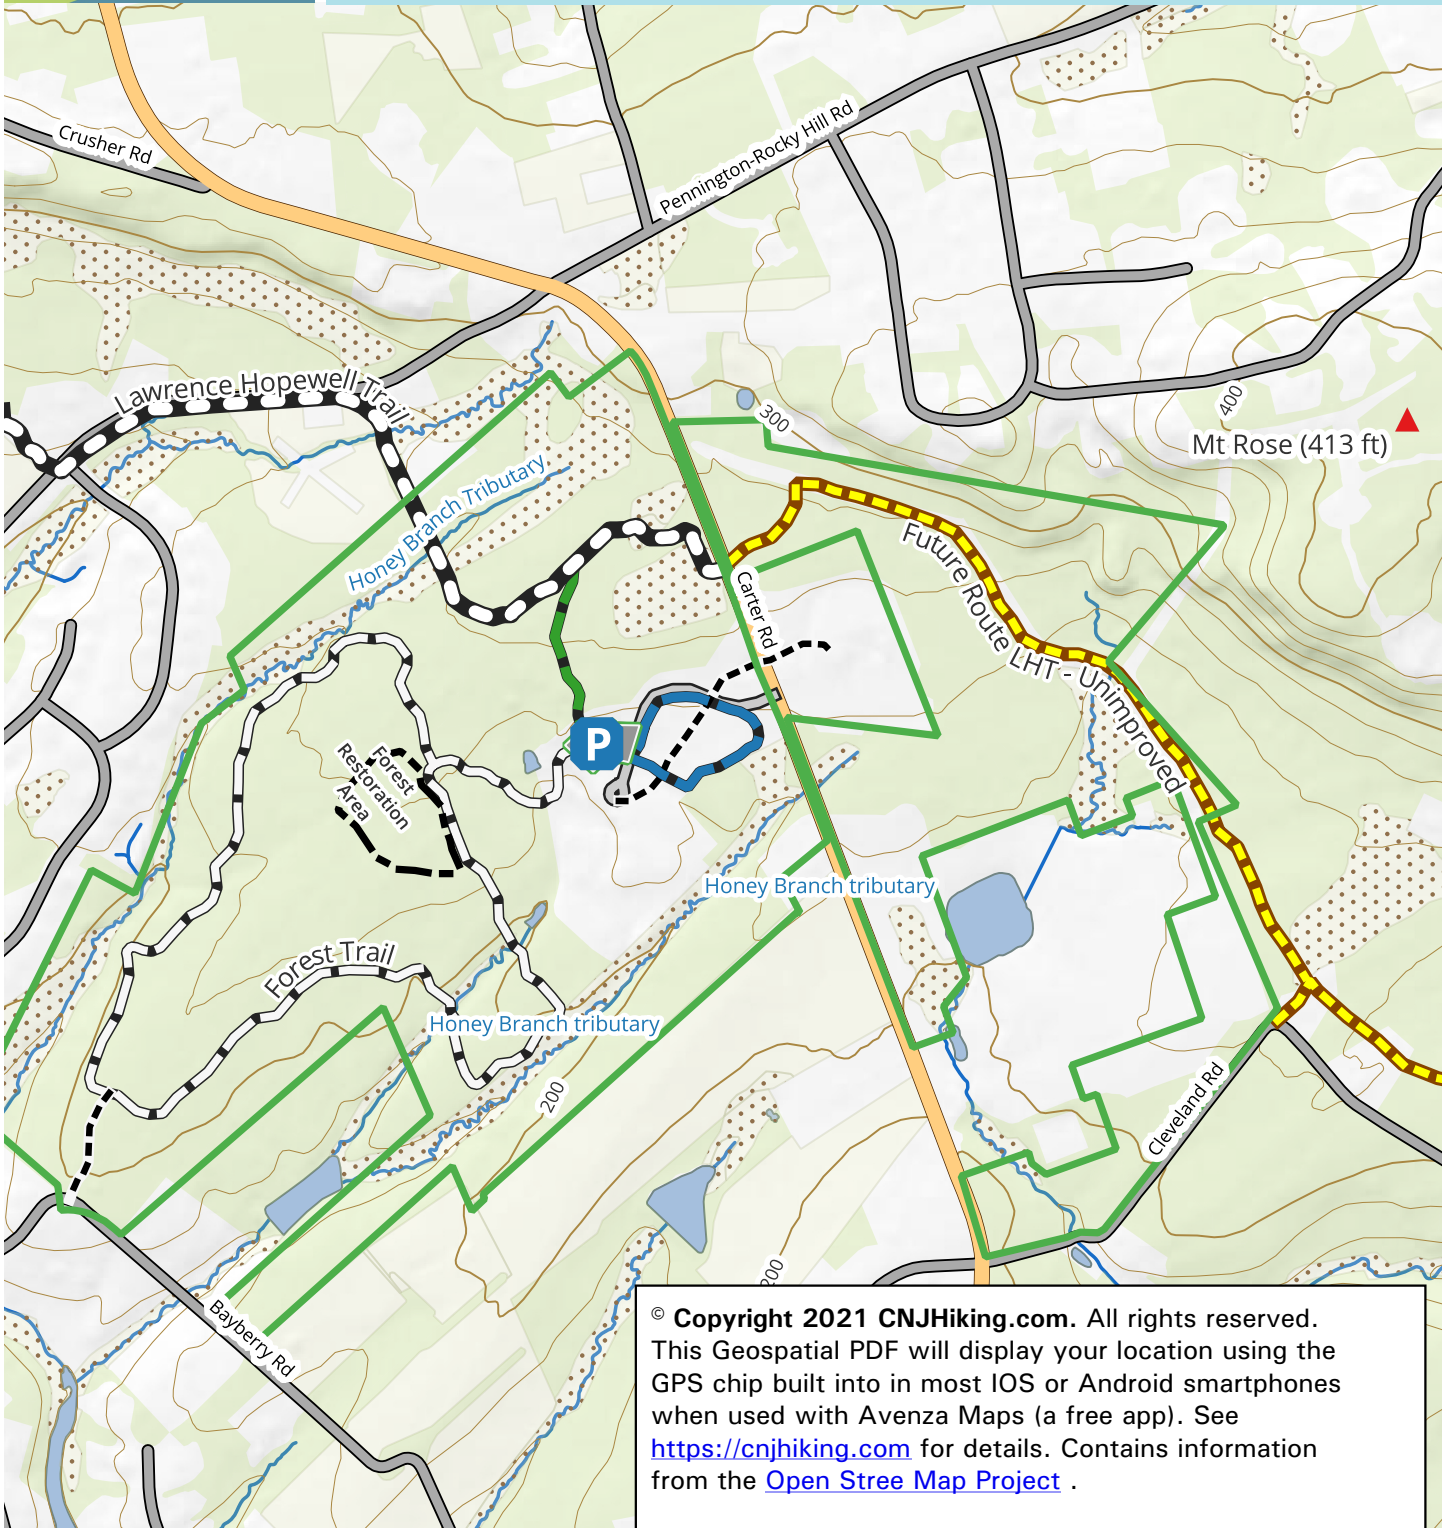 Crusher Rd
Pennington-Rocky Hill Rd
Lawrence Hopewell Trail
300
400
Mt Rose (413 ft)
Honey Branch Tributary
Future Route LHT - Unimproved
Carter Rd
P
Forest
Restoration
Area
Honey Branch tributary
Forest Trail
Honey Branch tributary
200
Cleveland Rd
200
Bayberry Rd
© Copyright 2021 CNJHiking.com. All rights reserved.
This Geospatial PDF will display your location using the
GPS chip built into in most IOS or Android smartphones
when used with Avenza Maps (a free app). See
https://cnjhiking.com for details. Contains information
from the Open Stree Map Project .